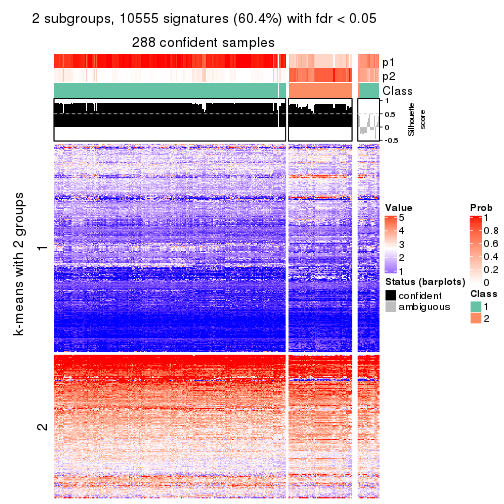 2 subgroups, 10555 signatures (60.4%) with fdr < 0.05
288 confident samples
p1
p2
Class
1
0.5
0
-0.5
Silhouette
score
k-means with 2 groups
1
2
Value
5
4
3
2
1
Status (barplots)
confident
ambiguous
Prob
1
0.8
0.6
0.4
0.2
0
Class
1
2